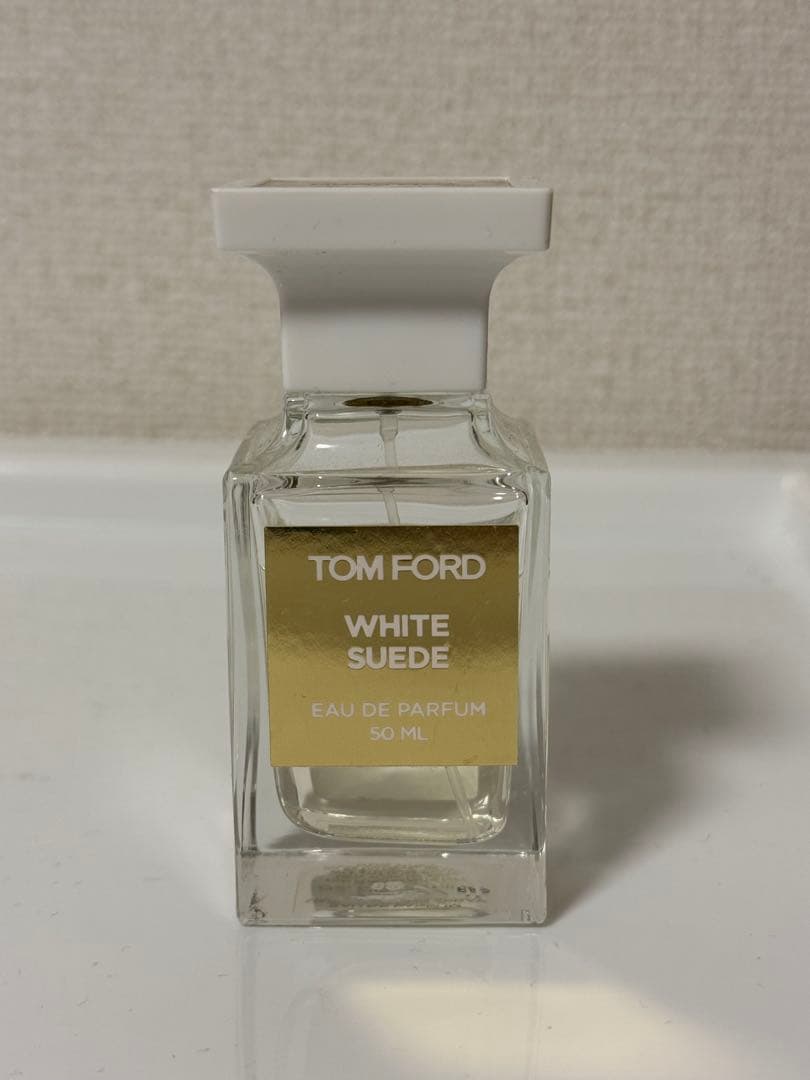 TOM FORD
WHITE
SUEDE
EAU DE PARFUM
50 ML